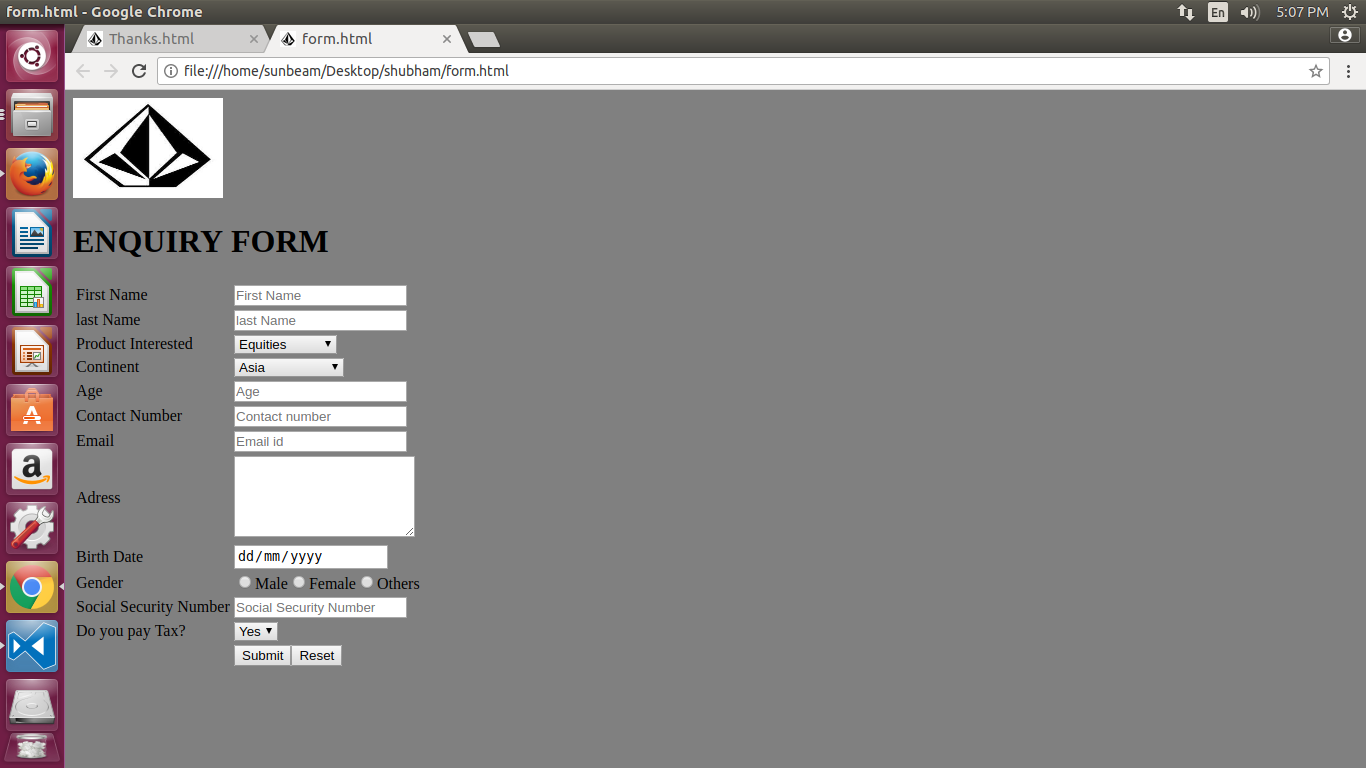 form.html - Google Chrome
En
5:07 PM
Thanks.html
form.html
file:///home/sunbeam/Desktop/shubham/form.html
ENQUIRY FORM
First Name First Name
last Name last Name
Product Interested Equities
Continent Asia
Age Age
Contact Number Contact number
Email Email id
Adress
Birth Date dd/mm/yyyy
Gender Male Female Others
Social Security Number Social Security Number
Do you pay Tax? Yes
Submit Reset